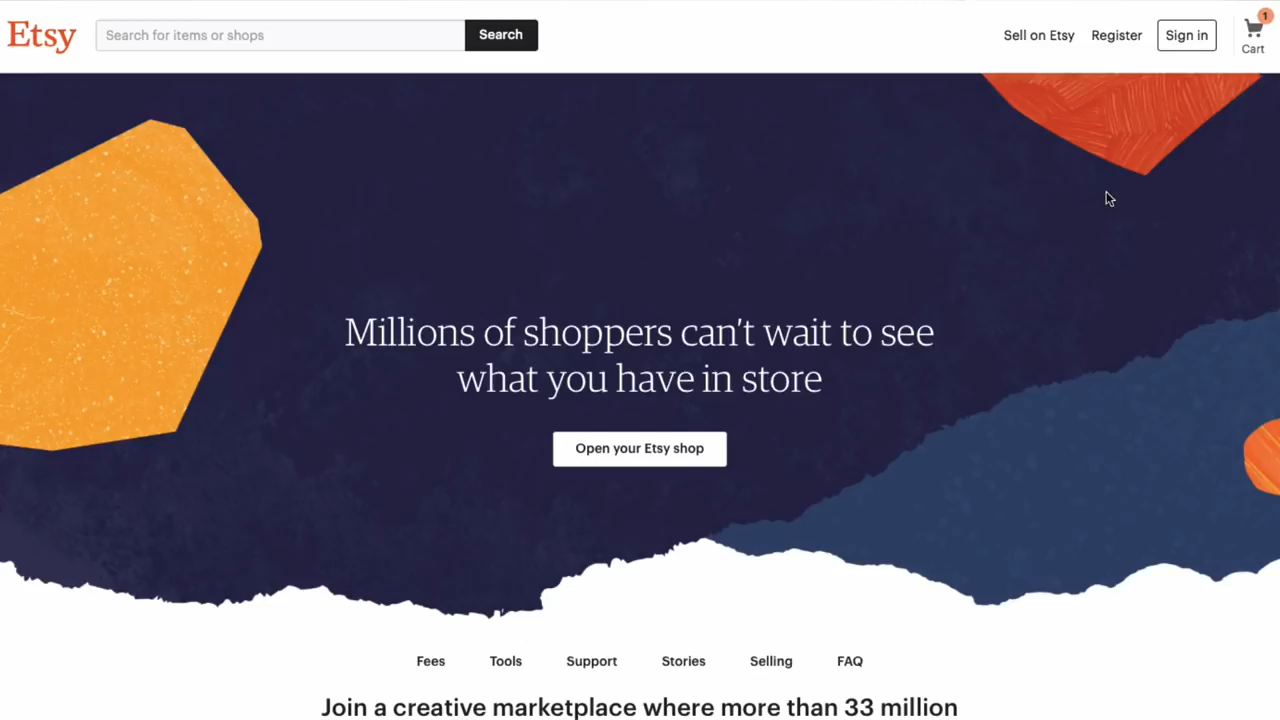 Etsy
Search for items or shops
Search
Sell on Etsy
Register
Sign in
1
Cart
Millions of shoppers can't wait to see
what you have in store
Open your Etsy shop
Fees
Tools
Support
Stories
Selling
FAQ
Join a creative marketplace where more than 33 million